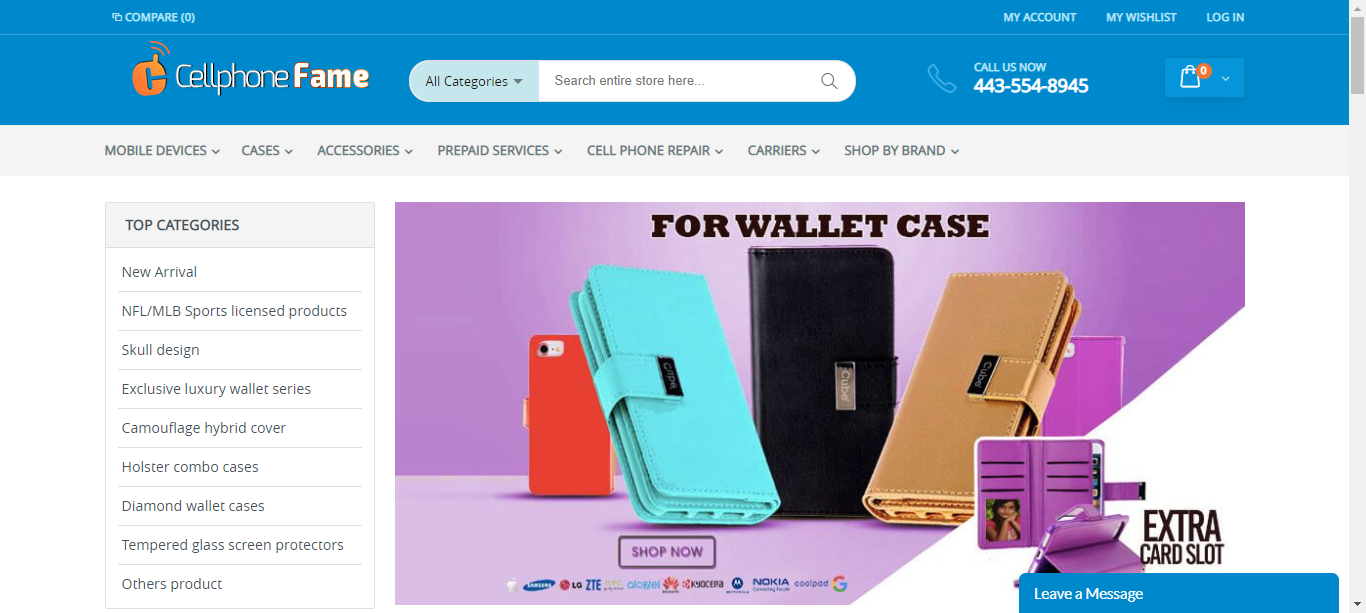 COMPARE (0)
MY ACCOUNT
MY WISHLIST
LOG IN
Cellphone Fame
All Categories
Search entire store here...
CALL US NOW
443-554-8945
0
MOBILE DEVICES
CASES
ACCESSORIES
PREPAID SERVICES
CELL PHONE REPAIR
CARRIERS
SHOP BY BRAND
TOP CATEGORIES
New Arrival
NFL/MLB Sports licensed products
Skull design
Exclusive luxury wallet series
Camouflage hybrid cover
Holster combo cases
Diamond wallet cases
Tempered glass screen protectors
Others product
FOR WALLET CASE
Cube
Cube
Cube
EXTRA
CARD SLOT
SHOP NOW
SAMSUNG
LG
ZTE
alcatel
HUAWEI
KYOCERA
NOKIA
Connecting People
coolpad
G
Leave a Message